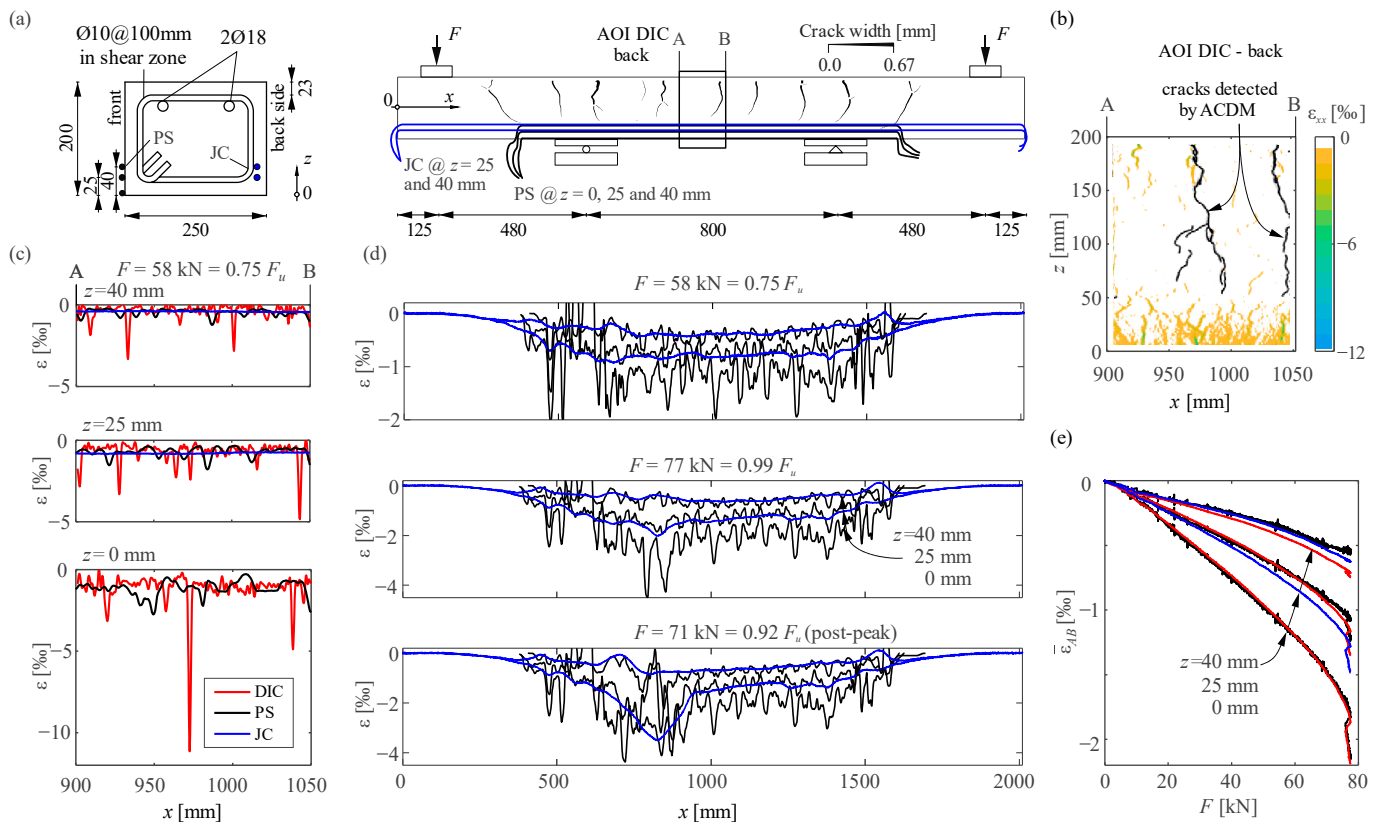 (a)
Ø10@100mm
in shear zone
2Ø18
front
back side
23
200
25
40
PS
JC
z
0
250
F
AOI DIC
back
A
B
Crack width [mm]
0.0
0.67
F
0
x
JC @ z = 25
and 40 mm
PS @ z = 0, 25 and 40 mm
125
480
800
480
125
(b)
AOI DIC - back
cracks detected
by ACDM
A
B
εxx [‰]
0
−6
−12
200
150
100
50
0
z [mm]
900
950
1000
1050
x [mm]
(c)
A
B
F = 58 kN = 0.75 Fu
z=40 mm
0
−5
ε [‰]
z=25 mm
0
−5
ε [‰]
z=0 mm
0
−5
−10
ε [‰]
DIC
PS
JC
900
950
1000
1050
x [mm]
(d)
F = 58 kN = 0.75 Fu
0
−1
−2
ε [‰]
F = 77 kN = 0.99 Fu
0
−2
−4
ε [‰]
z=40 mm
25 mm
0 mm
F = 71 kN = 0.92 Fu (post-peak)
0
−2
−4
ε [‰]
0
500
1000
1500
2000
x [mm]
(e)
0
−1
−2
ε̅AB [‰]
z=40 mm
25 mm
0 mm
0
20
40
60
80
F [kN]